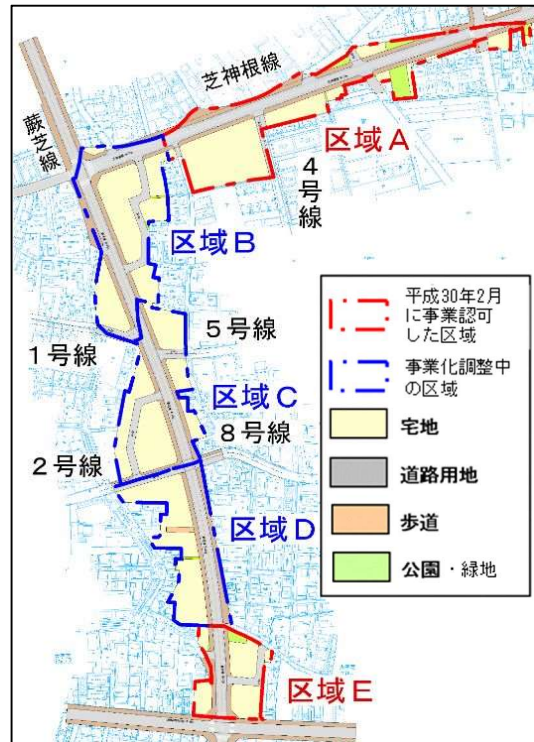 芝神根線
蕨芝線
区域A
4号線
区域B
1号線
5号線
区域C
8号線
2号線
区域D
区域E
平成30年2月
に事業認可
した区域
事業化調整中
の区域
宅地
道路用地
歩道
公園・緑地